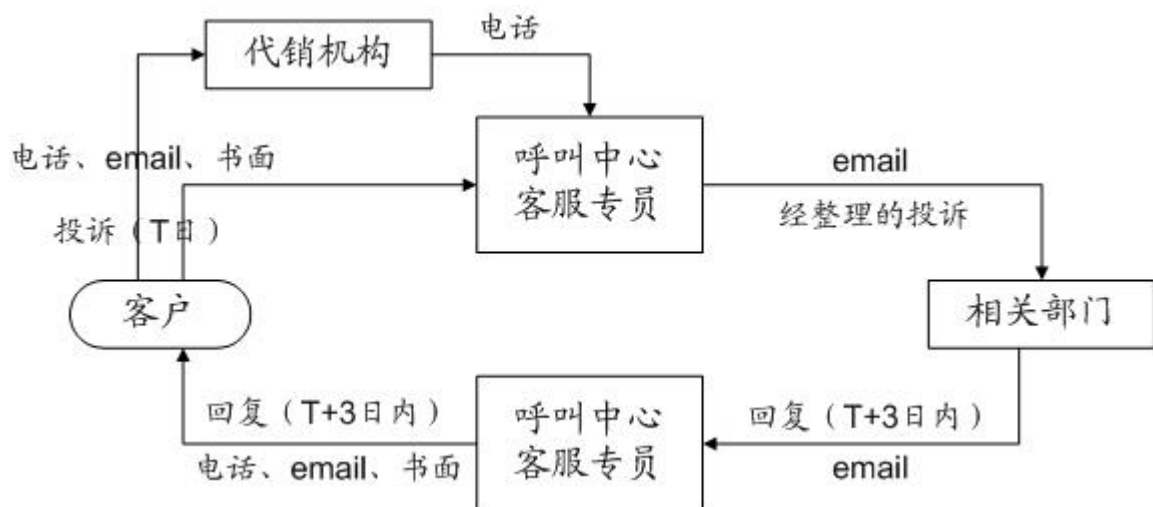 代销机构
电话
电话、email、书面
投诉（T日）
呼叫中心
客服专员
email
经整理的投诉
客户
相关部门
回复（T+3日内）
电话、email、书面
呼叫中心
客服专员
回复（T+3日内）
email